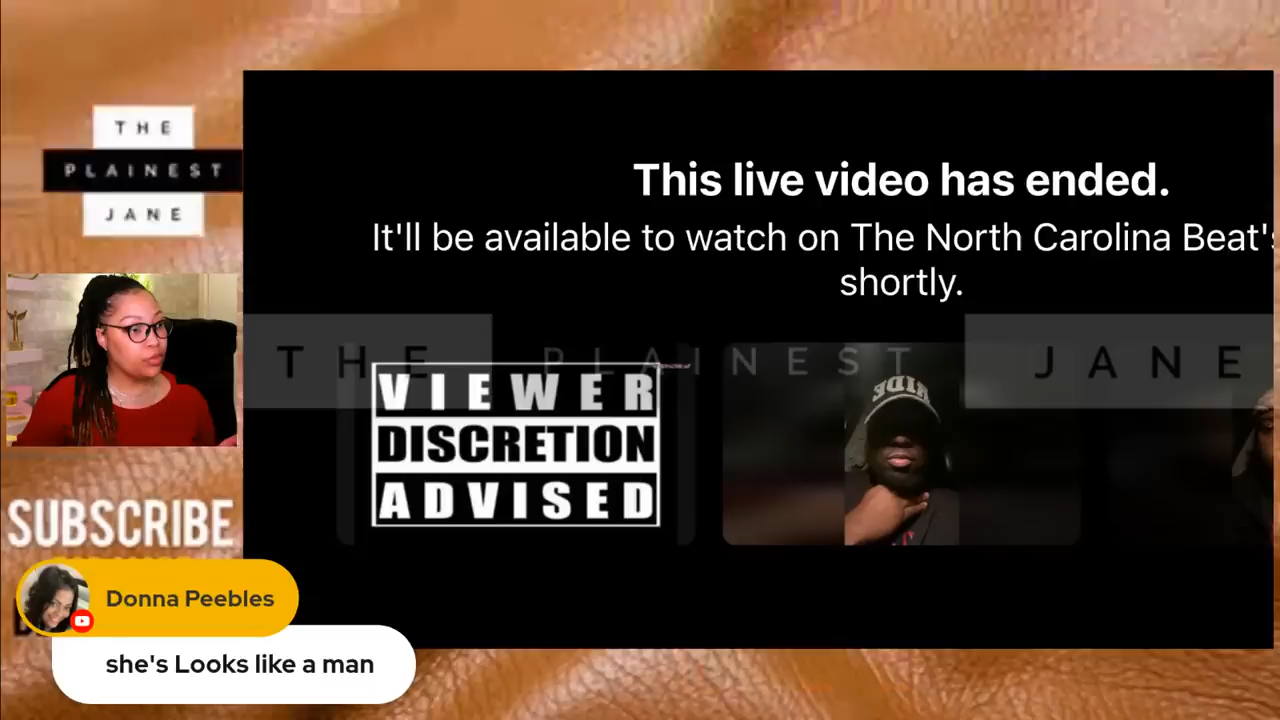 THE
PLAINEST
JANE
This live video has ended.
It'll be available to watch on The North Carolina Beat's
shortly.
THE PLAINEST JANE
VIEWER
DISCRETION
ADVISED
SUBSCRIBE
Donna Peebles
she's Looks like a man